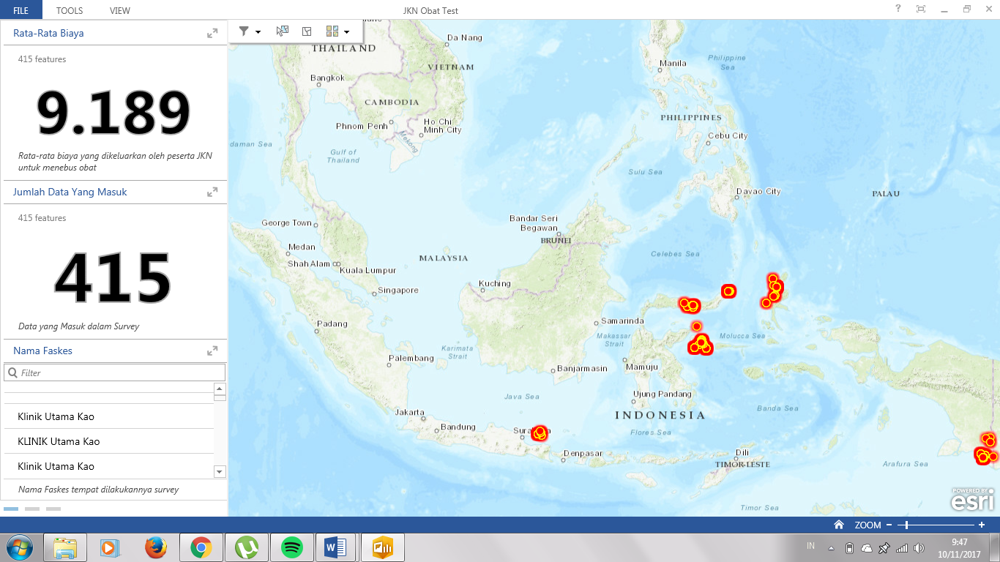 FILE
TOOLS
VIEW
JKN Obat Test
?
Rata-Rata Biaya
415 features
9.189
Rata-rata biaya yang dikeluarkan oleh peserta JKN
untuk menebus obat
Jumlah Data Yang Masuk
415 features
415
Data yang Masuk dalam Survey
Nama Faskes
Filter
Klinik Utama Kao
KLINIK Utama Kao
Klinik Utama Kao
Nama Faskes tempat dilakukannya survey
Da Nang
THAILAND
VIETNAM
Philippine
Sea
Manila
Bangkok
CAMBODIA
PHILIPPINES
Phnom Penh
Ho Chi
Minh City
Mekong
Cebu City
daman Sea
Gulf of
Thailand
Sulu Sea
Davao City
PALAU
George Town
Bandar Seri
Begawan
BRUNEI
Medan
Celebes Sea
MALAYSIA
Shah Alam
Kuala Lumpur
Kuching
Singapore
Samarinda
Padang
Makassar
Strait
Molucca Sea
Karimata
Strait
Palembang
Banjarmasin
Mamuju
Java Sea
Ujung Pandang
Banda Sea
Jakarta
INDONESIA
Bandung
Flores Sea
Denpasar
Dili
TIMOR-LESTE
Arafura Sea
Timor Sea
POWERED BY
esri
ZOOM
IN
9:47
10/11/2017